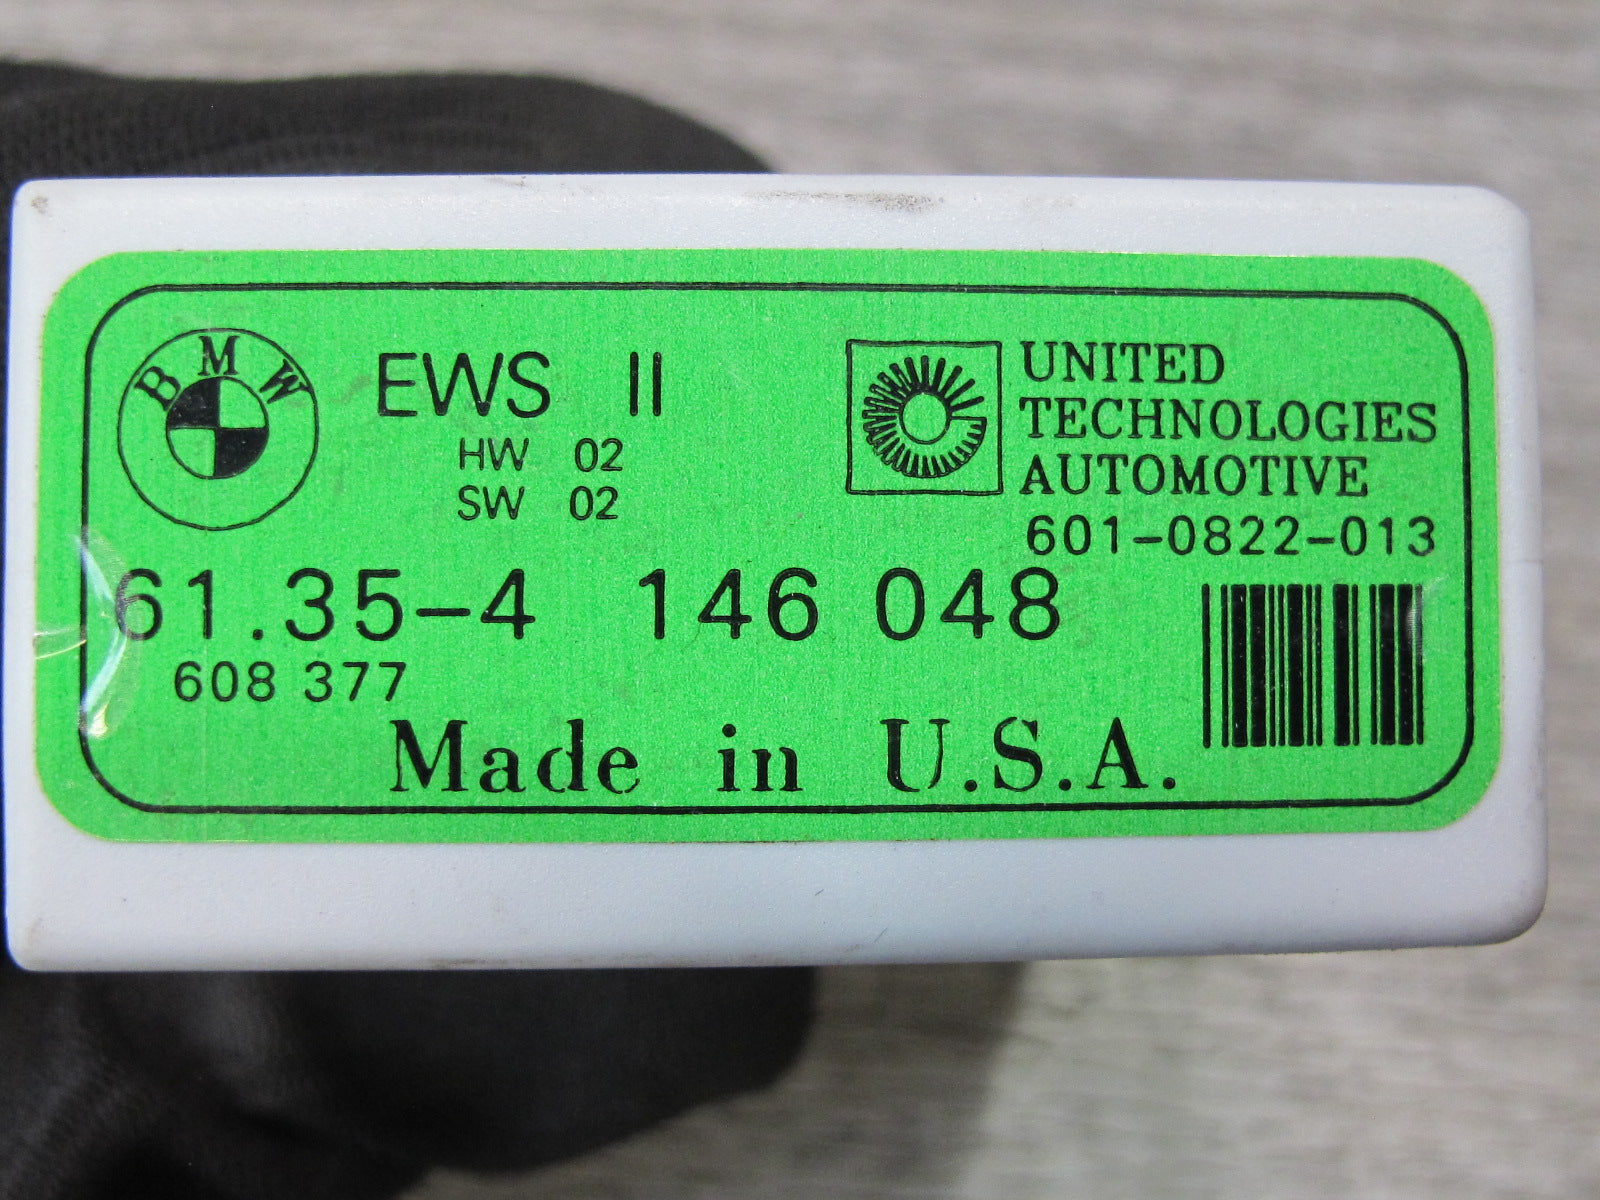 BMW
EWS II
HW 02
SW 02
UNITED
TECHNOLOGIES
AUTOMOTIVE
601-0822-013
61.35-4 146 048
608 377
Made in U.S.A.